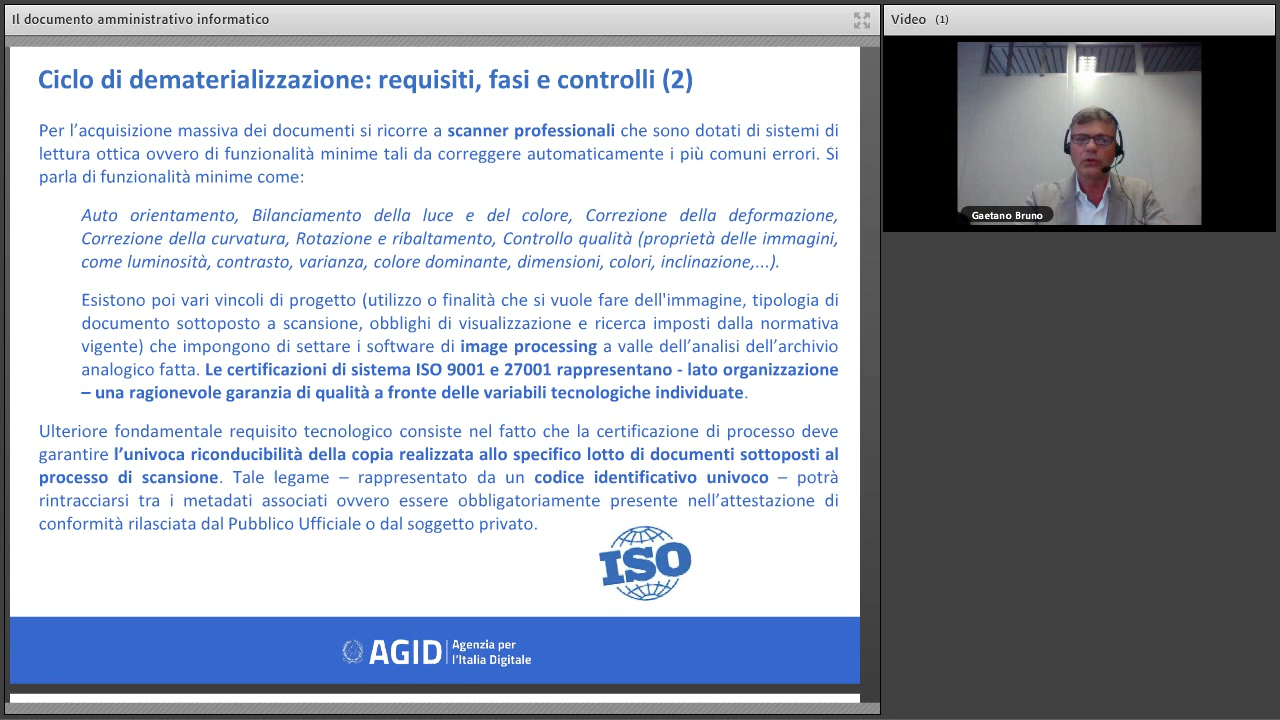 Il documento amministrativo informatico
Video (1)
Ciclo di dematerializzazione: requisiti, fasi e controlli (2)
Per l’acquisizione massiva dei documenti si ricorre a scanner professionali che sono dotati di sistemi di
lettura ottica ovvero di funzionalità minime tali da correggere automaticamente i più comuni errori. Si
parla di funzionalità minime come:
Auto orientamento, Bilanciamento della luce e del colore, Correzione della deformazione,
Correzione della curvatura, Rotazione e ribaltamento, Controllo qualità (proprietà delle immagini,
come luminosità, contrasto, varianza, colore dominante, dimensioni, colori, inclinazione,...).
Esistono poi vari vincoli di progetto (utilizzo o finalità che si vuole fare dell'immagine, tipologia di
documento sottoposto a scansione, obblighi di visualizzazione e ricerca imposti dalla normativa
vigente) che impongono di settare i software di image processing a valle dell’analisi dell’archivio
analogico fatta. Le certificazioni di sistema ISO 9001 e 27001 rappresentano - lato organizzazione
– una ragionevole garanzia di qualità a fronte delle variabili tecnologiche individuate.
Ulteriore fondamentale requisito tecnologico consiste nel fatto che la certificazione di processo deve
garantire l’univoca riconducibilità della copia realizzata allo specifico lotto di documenti sottoposti al
processo di scansione. Tale legame – rappresentato da un codice identificativo univoco – potrà
rintracciarsi tra i metadati associati ovvero essere obbligatoriamente presente nell’attestazione di
conformità rilasciata dal Pubblico Ufficiale o dal soggetto privato.
ISO
AGID
Agenzia per
l’Italia Digitale
Gaetano Bruno